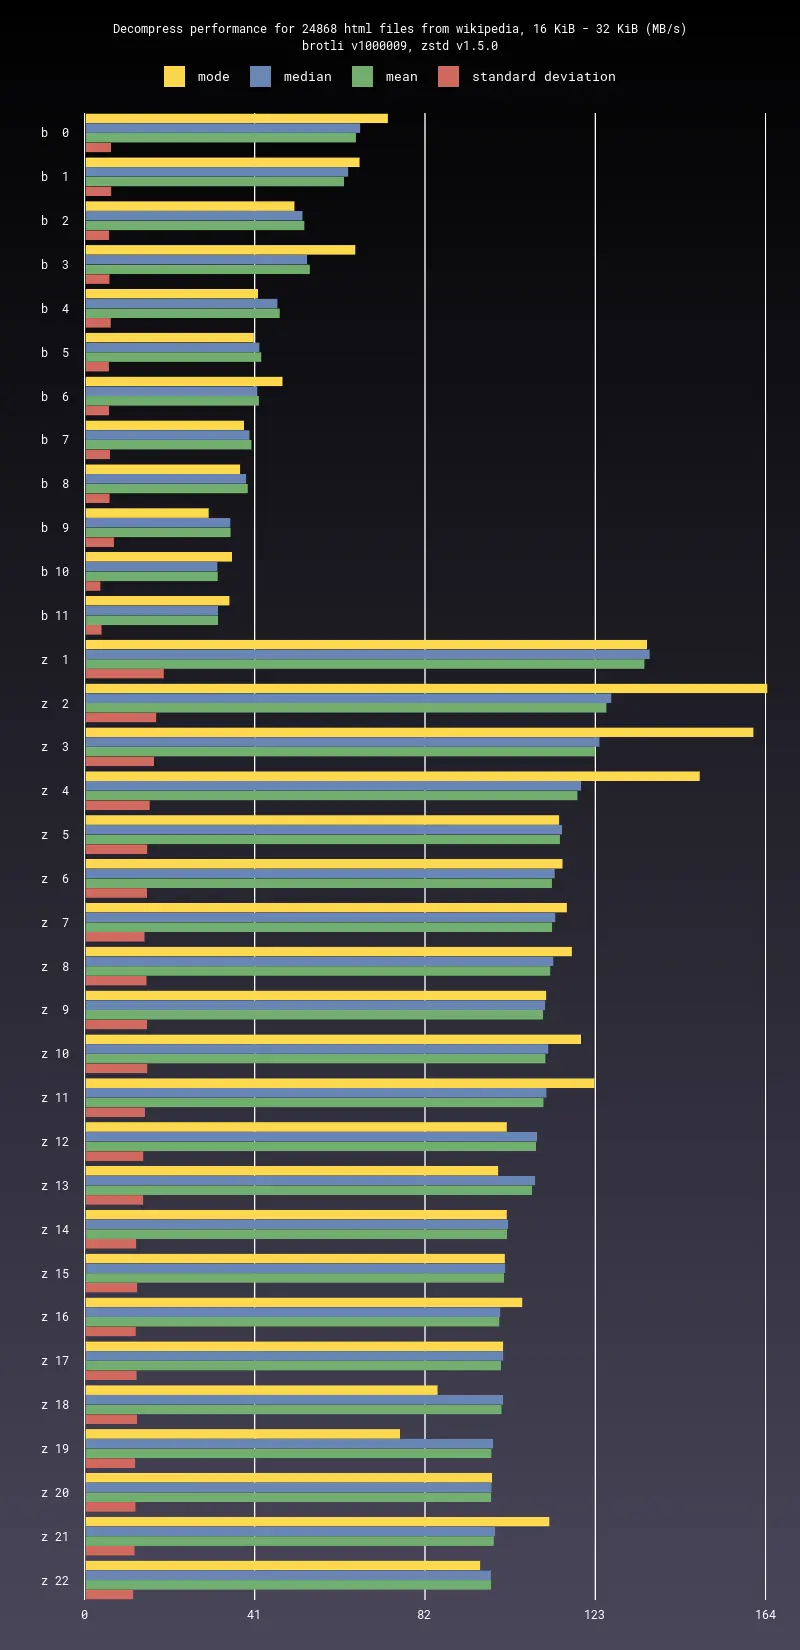 Decompress performance for 24868 html files from wikipedia, 16 KiB - 32 KiB (MB/s)
brotli v1000009, zstd v1.5.0
mode median mean standard deviation
b 0
b 1
b 2
b 3
b 4
b 5
b 6
b 7
b 8
b 9
b 10
b 11
z 1
z 2
z 3
z 4
z 5
z 6
z 7
z 8
z 9
z 10
z 11
z 12
z 13
z 14
z 15
z 16
z 17
z 18
z 19
z 20
z 21
z 22
0 41 82 123 164